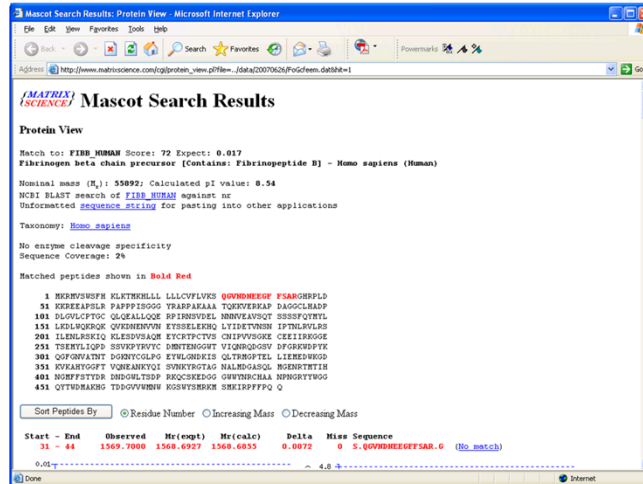 Mascot Search Results: Protein View - Microsoft Internet Explorer
File Edit View Favorites Tools Help
Back Search Favorites Powermarks
Address http://www.matrixscience.com/cgi/protein_view.pl?file=../data/20070626/FoGcfeem.dat&hit=1 Go
{MATRIX SCIENCE} Mascot Search Results
Protein View
Match to: FIBB_HUMAN Score: 72 Expect: 0.017
Fibrinogen beta chain precursor [Contains: Fibrinopeptide B] - Homo sapiens (Human)
Nominal mass (Mr): 55892; Calculated pI value: 8.54
NCBI BLAST search of FIBB_HUMAN against nr
Unformatted sequence string for pasting into other applications
Taxonomy: Homo sapiens
No enzyme cleavage specificity
Sequence Coverage: 2%
Matched peptides shown in Bold Red
1 MKRMVSWSFH KLKTMKHLLL LLLCVFLVKS QGVNDNEEGF FSARGHRPLD
51 KKREEAPSLR PAPPPISGGG YRARPAKAAA TQKKVERKAP DAGGCLHADP
101 DLGVLCPTGC QLQEALLQQE RPIRNSVDEL NNNVEAVSQT SSSSFQYMYL
151 LKDLWQKRQK QVKDNENVVN EYSSELEKHQ LYIDETVNSN IPTNLRVLRS
201 ILENLRSKIQ KLESDVSAQM EYCRTPCTVS CNIPVVSGKE CEEIIRKGGE
251 TSEMYLIQPD SSVKPYRVYC DMNTENGGWT VIQNRQDGSV DFGRKWDPYK
301 QGFGNVATNT DGKNYCGLPG EYWLGNDKIS QLTRMGPTEL LIEMEDWKGD
351 KVKAHYGGFT VQNEANKYQI SVNKYRGTAG NALMDGASQL MGENRTMTIH
401 NGMFFSTYDR DNDGWLTSDP RKQCSKEDGG GWWYNRCHAA NPNGRYYWGG
451 QYTWDMAKHG TDDGVVWMNW KGSWYSMRKM SMKIRPFFPQ Q
Sort Peptides By Residue Number Increasing Mass Decreasing Mass
Start - End Observed Mr(expt) Mr(calc) Delta Miss Sequence
31 - 44 1569.7000 1568.6927 1568.6855 0.0072 0 S.QGVNDNEEGFFSAR.G (No match)
0.01 4.8
Done Internet